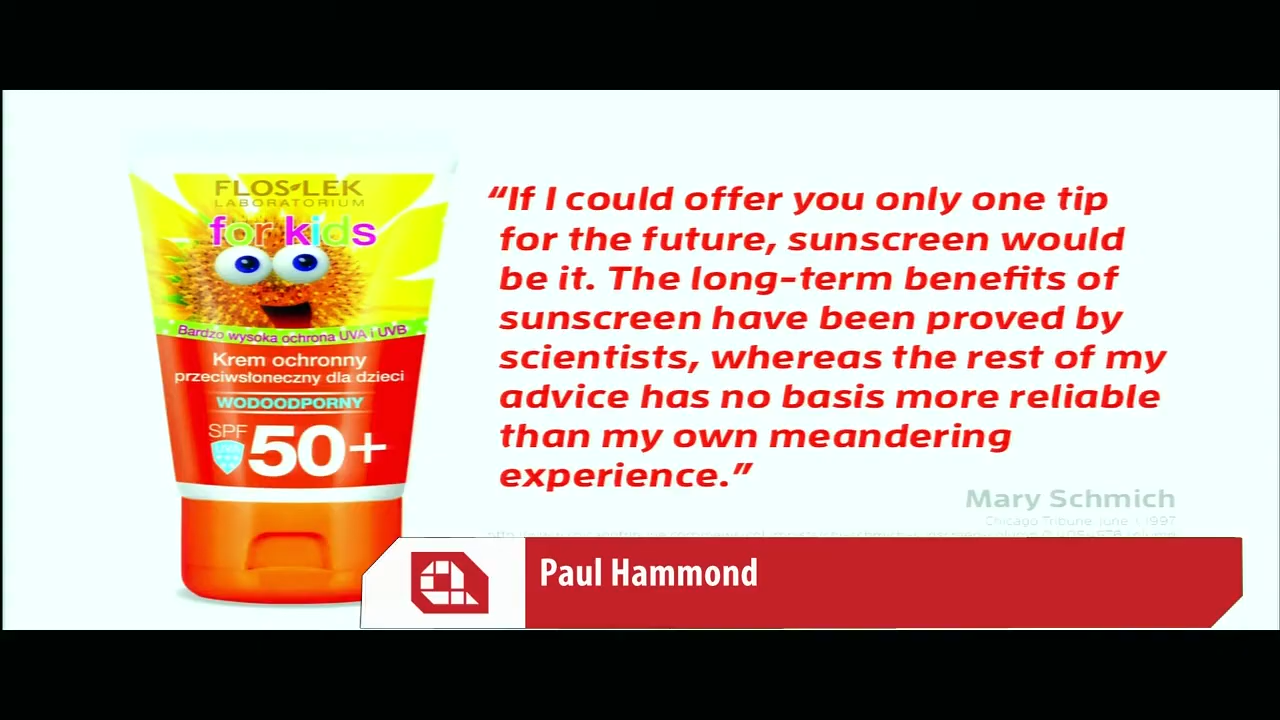 FLOS-LEK
LABORATORIUM
for kids
Bardzo wysoka ochrona UVA i UVB
Krem ochronny
przeciwsłoneczny dla dzieci
WODOODPORNY
SPF
UVA
50+
“If I could offer you only one tip
for the future, sunscreen would
be it. The long-term benefits of
sunscreen have been proved by
scientists, whereas the rest of my
advice has no basis more reliable
than my own meandering
experience.”
Mary Schmich
Chicago Tribune, June 1, 1997
Paul Hammond